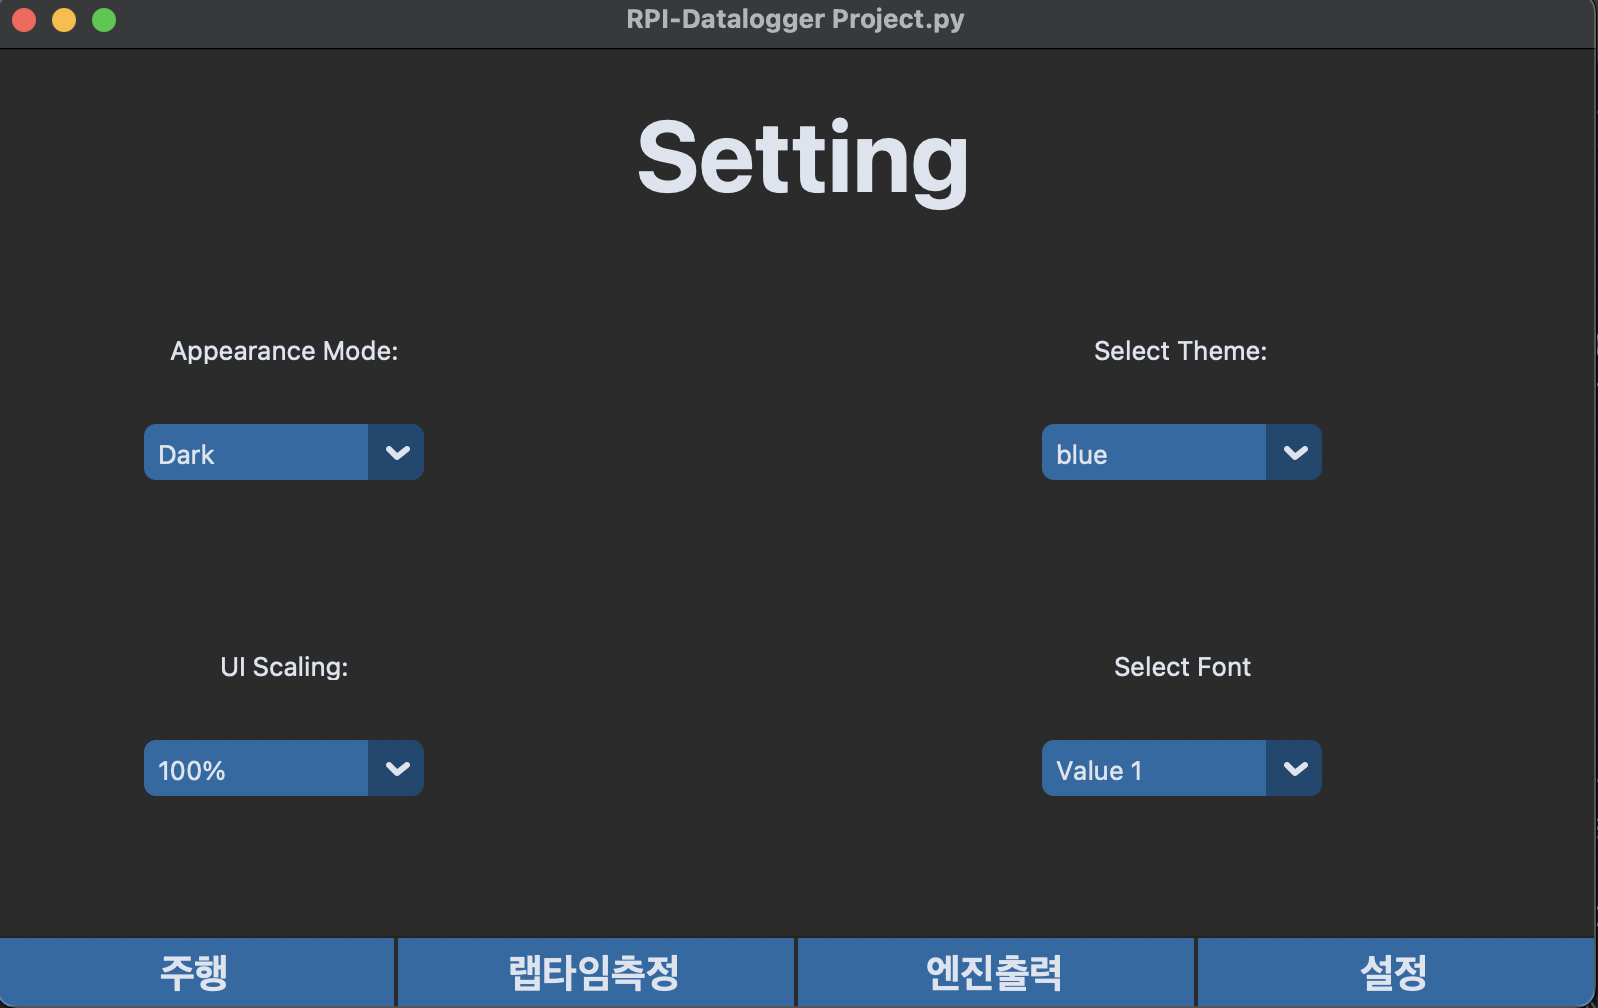 RPI-Datalogger Project.py
Setting
Appearance Mode:
Select Theme:
Dark
blue
UI Scaling:
Select Font
100%
Value 1
주행
랩타임측정
엔진출력
설정